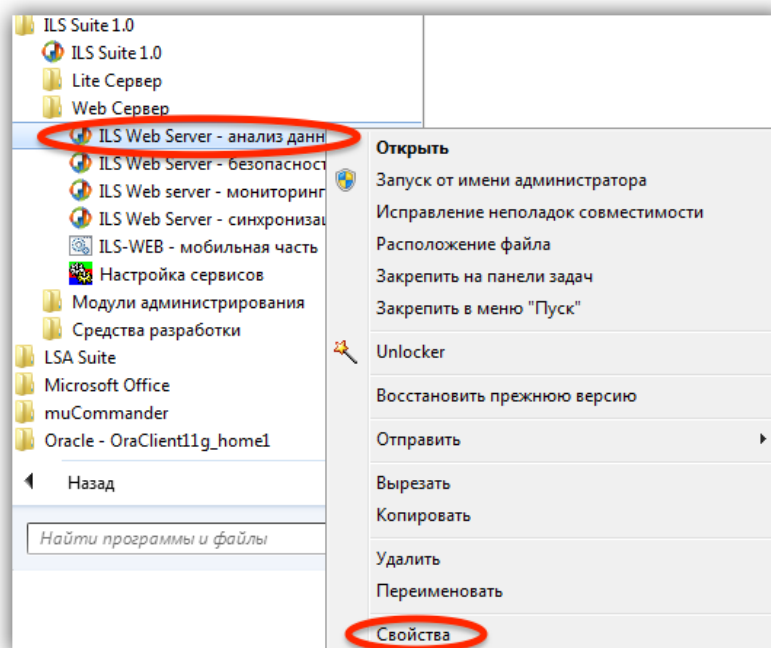 ILS Suite 1.0
ILS Suite 1.0
Lite Сервер
Web Сервер
ILS Web Server - анализ данн
ILS Web Server - безопасност
ILS Web server - мониторинг
ILS Web Server - синхрониза
ILS-WEB - мобильная часть
Настройка сервисов
Модули администрирования
Средства разработки
LSA Suite
Microsoft Office
muCommander
Oracle - OraClient11g_home1
Назад
Найти программы и файлы
Открыть
Запуск от имени администратора
Исправление неполадок совместимости
Расположение файла
Закрепить на панели задач
Закрепить в меню "Пуск"
Unlocker
Восстановить прежнюю версию
Отправить
Вырезать
Копировать
Удалить
Переименовать
Свойства